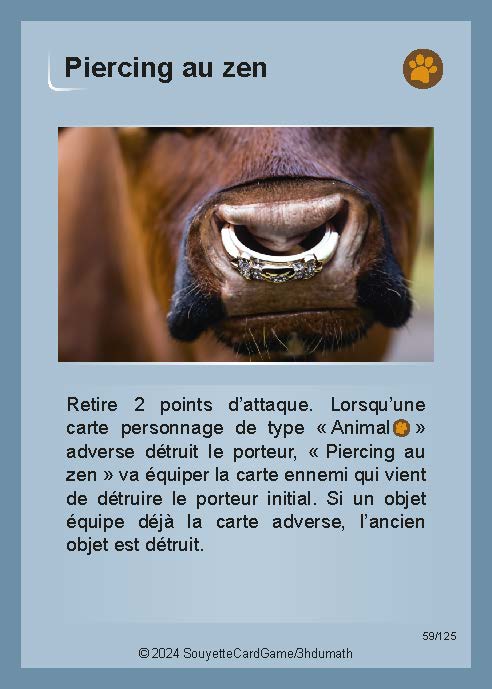 Piercing au zen
Retire 2 points d’attaque. Lorsqu’une
carte personnage de type « Animal »
adverse détruit le porteur, « Piercing au
zen » va équiper la carte ennemi qui vient
de détruire le porteur initial. Si un objet
équipe déjà la carte adverse, l’ancien
objet est détruit.
59/125
© 2024 SouyetteCardGame/3hdumath